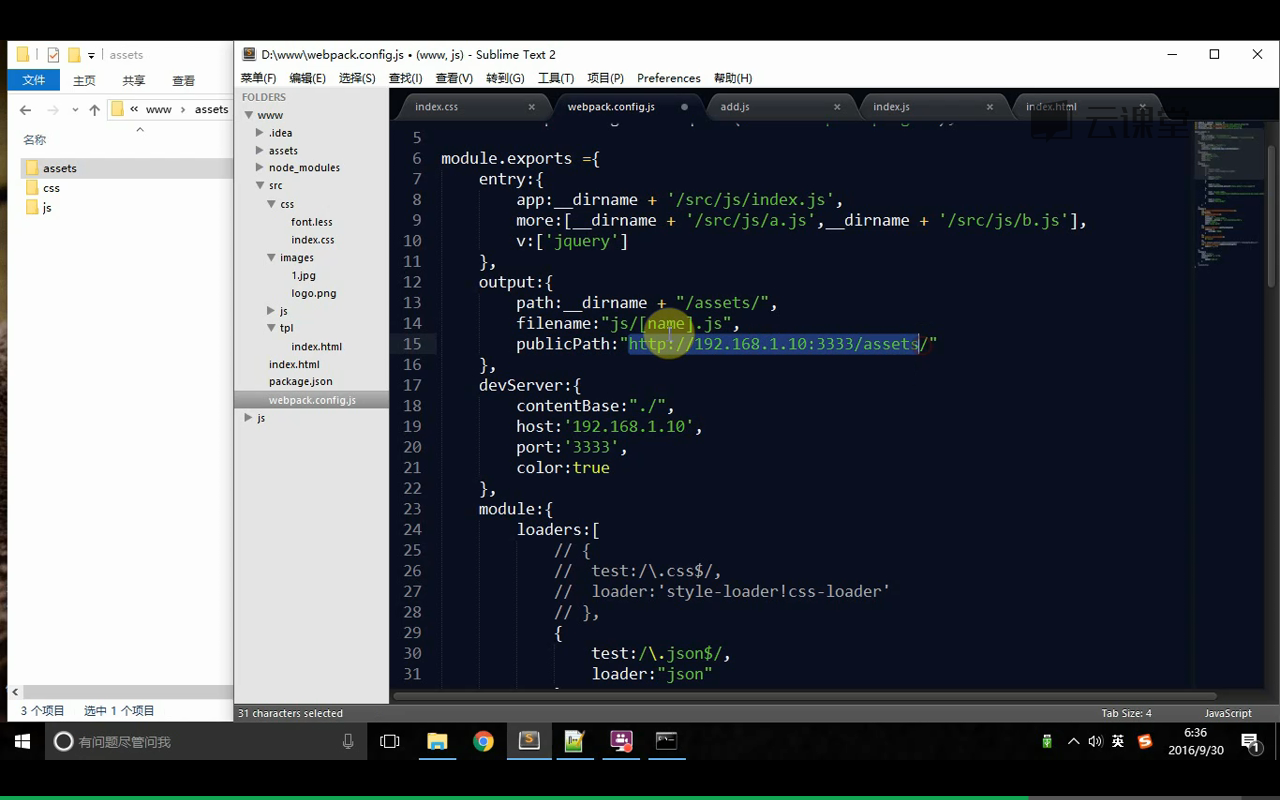 assets
D:\www\webpack.config.js • (www, js) - Sublime Text 2
文件
主页
共享
查看
菜单(F)
编辑(E)
选择(S)
查找(I)
查看(V)
转到(G)
工具(T)
项目(P)
Preferences
帮助(H)
« www > assets
名称
assets
css
js
3 个项目
选中 1 个项目
FOLDERS
www
.idea
assets
node_modules
src
css
font.less
index.css
images
1.jpg
logo.png
js
tpl
index.html
index.html
package.json
webpack.config.js
js
index.css
webpack.config.js
add.js
index.js
index.html
云课堂
5
6 module.exports ={
7 entry:{
8 app:__dirname + '/src/js/index.js',
9 more:[__dirname + '/src/js/a.js',__dirname + '/src/js/b.js'],
10 v:['jquery']
11 },
12 output:{
13 path:__dirname + "/assets/",
14 filename:"js/[name].js",
15 publicPath:"http://192.168.1.10:3333/assets/"
16 },
17 devServer:{
18 contentBase:"./",
19 host:'192.168.1.10',
20 port:'3333',
21 color:true
22 },
23 module:{
24 loaders:[
25 // {
26 // test:/\.css$/,
27 // loader:'style-loader!css-loader'
28 // },
29 {
30 test:/\.json$/,
31 loader:"json"
31 characters selected
Tab Size: 4
JavaScript
有问题尽管问我
英
6:36
2016/9/30
1